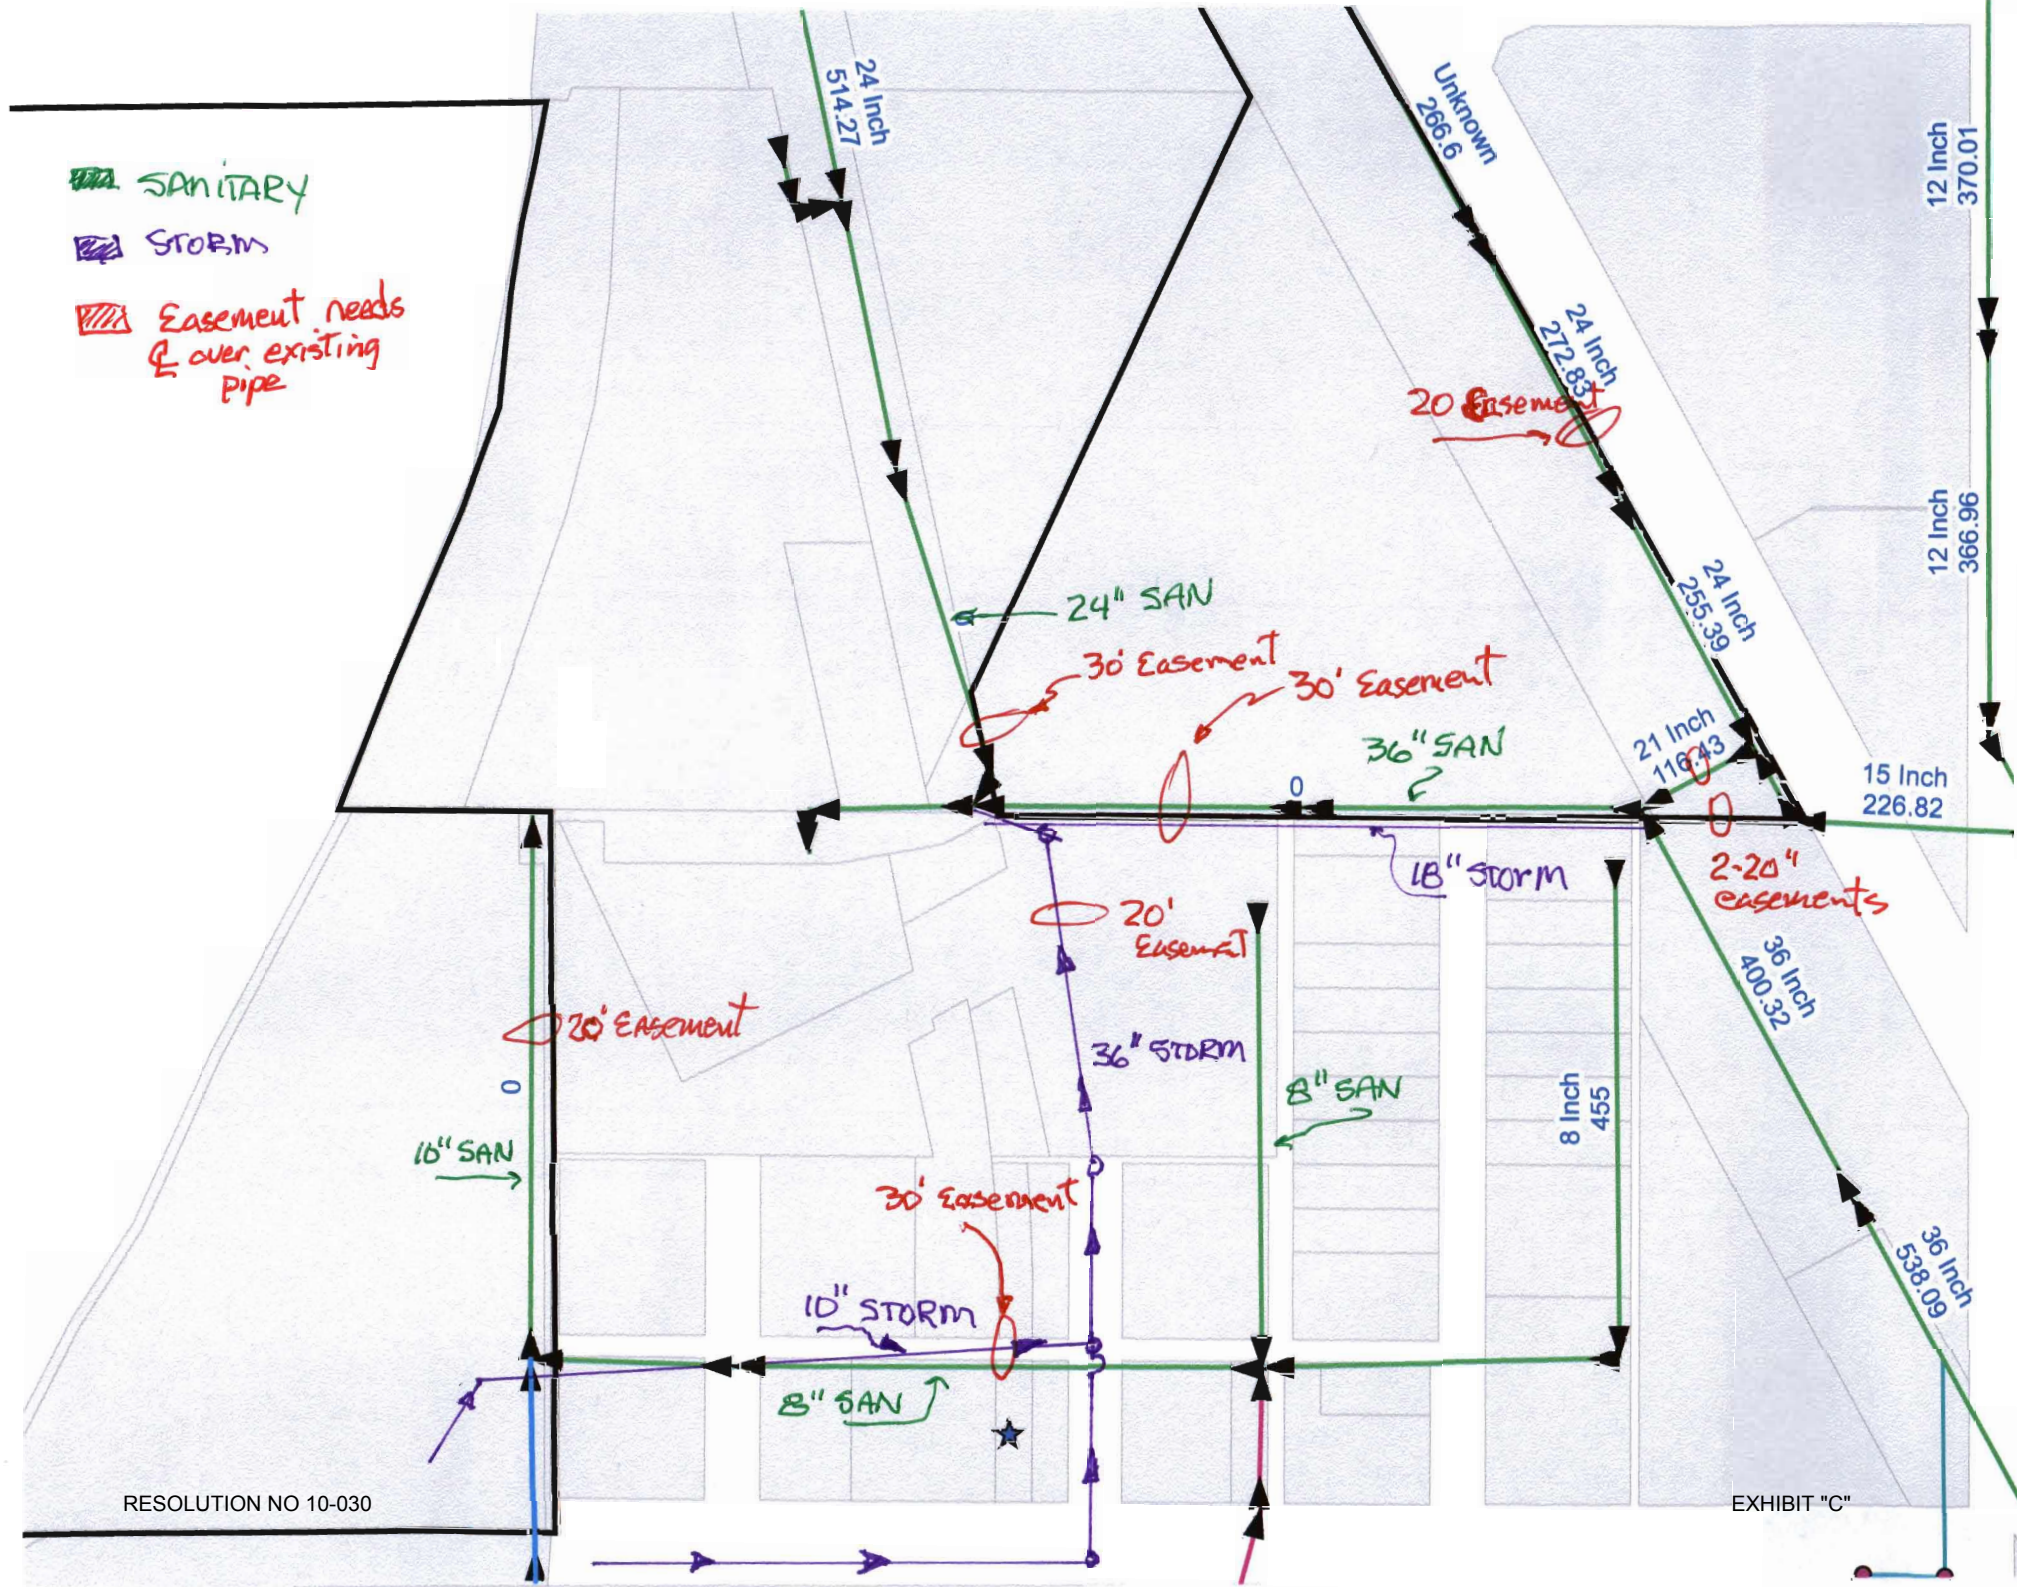 24 Inch
514.27
Unknown
266.6
12 Inch
370.01
SANITARY
STORM
Easement needs
℄ over existing
pipe
24 Inch
272.83
20 Easement
12 Inch
366.96
24 Inch
255.39
24" SAN
30' Easement
30' Easement
36" SAN
0
21 Inch
116.43
15 Inch
226.82
18" STORM
2-20"
easements
20'
Easemet
36 Inch
400.32
20' Easement
0
36" STORM
8" SAN
8 Inch
455
10" SAN
30' Easement
10" STORM
36 Inch
538.09
8" SAN
RESOLUTION NO 10-030
EXHIBIT "C"